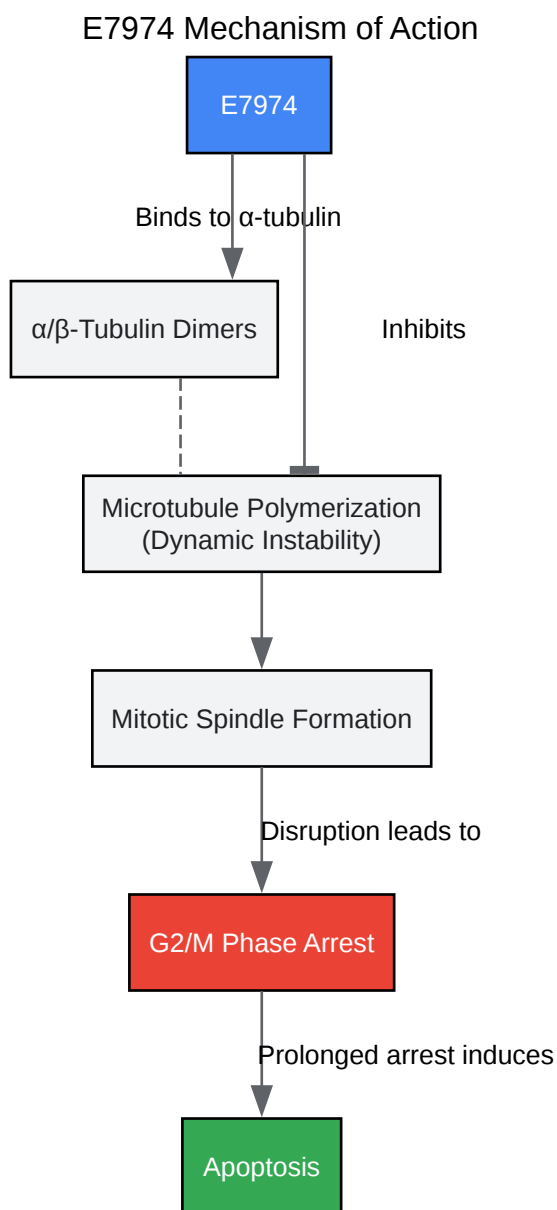 E7974 Mechanism of Action
E7974
Binds to α-tubulin
α/β-Tubulin Dimers
Inhibits
Microtubule Polymerization
(Dynamic Instability)
Mitotic Spindle Formation
Disruption leads to
G2/M Phase Arrest
Prolonged arrest induces
Apoptosis